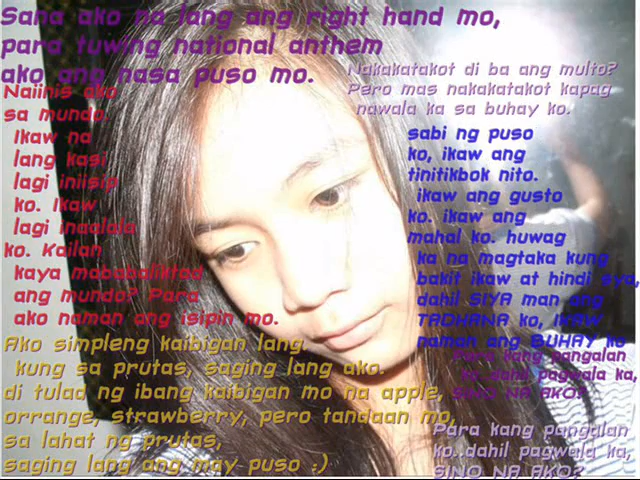 Sana ako na lang ang right hand mo,
para tuwing national anthem
ako ang nasa puso mo.
Nakakatakot di ba ang multo?
Pero mas nakakatakot kapag
nawala ka sa buhay ko.
Naiinis ako
sa mundo.
Ikaw na
lang kasi
lagi iniisip
ko. Ikaw
lagi inaalala
ko. Kailan
kaya mababaliktad
ang mundo? Para
ako naman ang isipin mo.
sabi ng puso
ko, ikaw ang
tinitikbok nito.
ikaw ang gusto
ko. ikaw ang
mahal ko. huwag
ka na magtaka kung
bakit ikaw at hindi sya,
dahil SIYA man ang
TADHANA ko, IKAW
naman ang BUHAY ko
Ako simpleng kaibigan lang
kung sa prutas, saging lang ako.
di tulad ng ibang kaibigan mo na apple,
orrange, strawberry, pero tandaan mo,
sa lahat ng prutas,
saging lang ang may puso :)
Para kang pangalan
ko..dahil pagwala ka,
SINO NA AKO?
Para kang pangalan
ko..dahil pagwala ka,
SINO NA AKO?